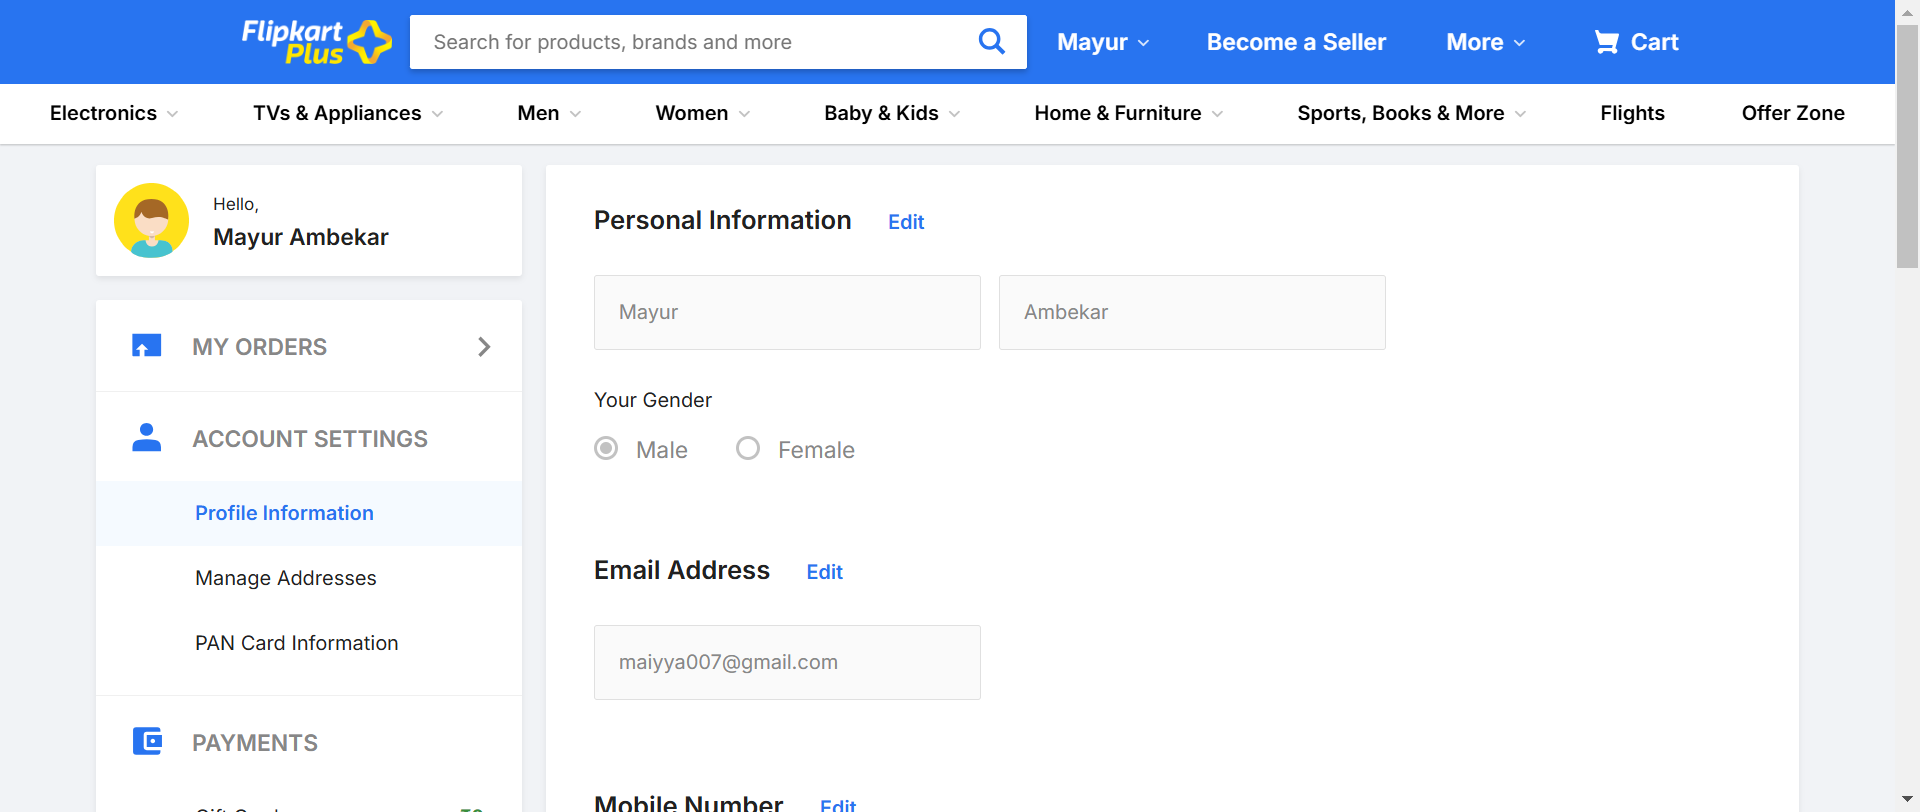 Flipkart
Plus
Search for products, brands and more
Mayur
Become a Seller
More
Cart
Electronics
TVs & Appliances
Men
Women
Baby & Kids
Home & Furniture
Sports, Books & More
Flights
Offer Zone
Hello,
Mayur Ambekar
MY ORDERS
ACCOUNT SETTINGS
Profile Information
Manage Addresses
PAN Card Information
PAYMENTS
Personal Information Edit
Mayur
Ambekar
Your Gender
Male
Female
Email Address Edit
maiyya007@gmail.com
Mobile Number Edit